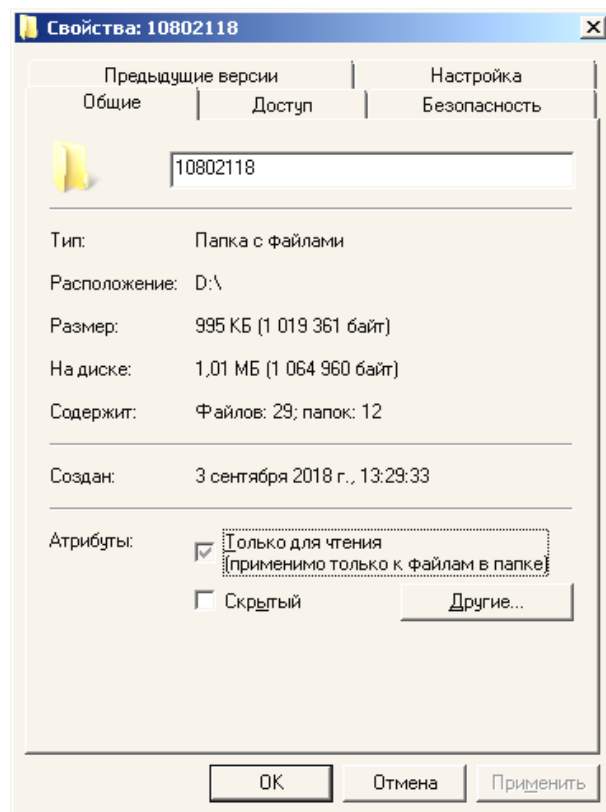 Свойства: 10802118
Предыдущие версии
Настройка
Общие
Доступ
Безопасность
10802118
Тип: Папка с файлами
Расположение: D:\
Размер: 995 КБ (1 019 361 байт)
На диске: 1,01 МБ (1 064 960 байт)
Содержит: Файлов: 29; папок: 12
Создан: 3 сентября 2018 г., 13:29:33
Атрибуты: Только для чтения
(применимо только к файлам в папке)
Скрытый
Другие...
OK
Отмена
Применить